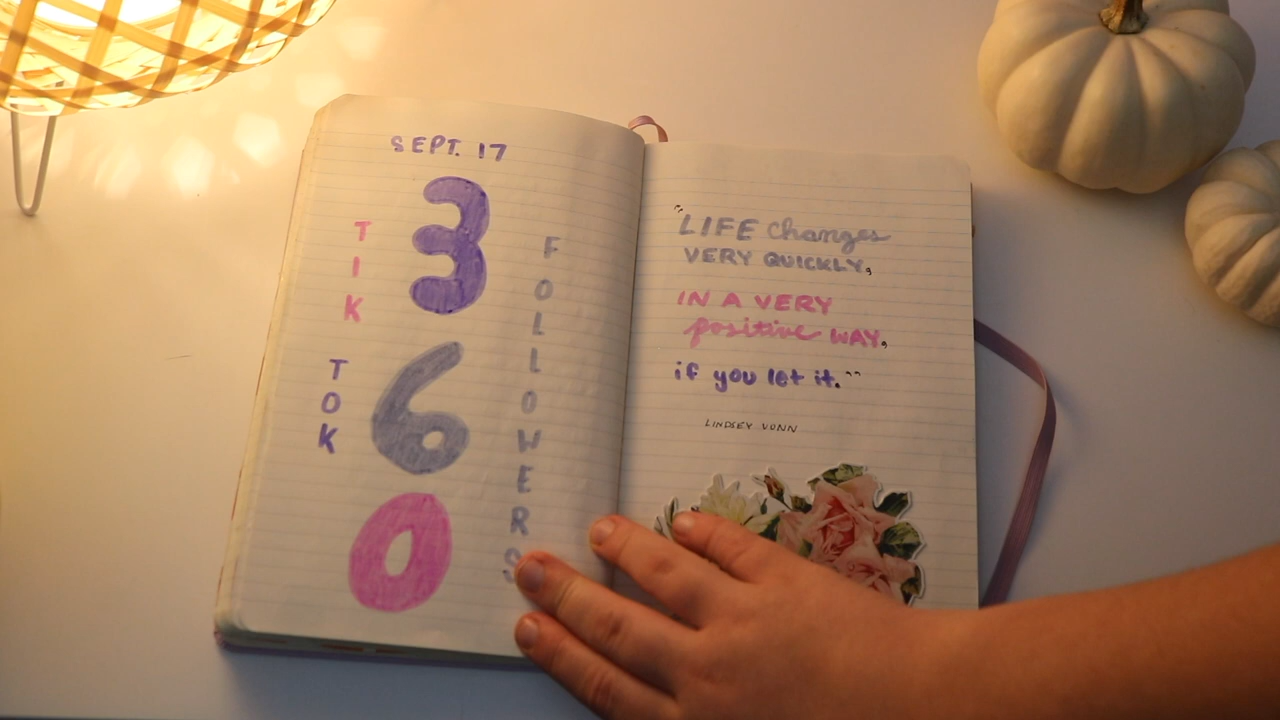 SEPT. 17
TIK
TOK
360
FOLLOWERS
"LIFE changes
VERY QUICKLY,
IN A VERY
positive WAY,
if you let it."
LINDSEY VONN